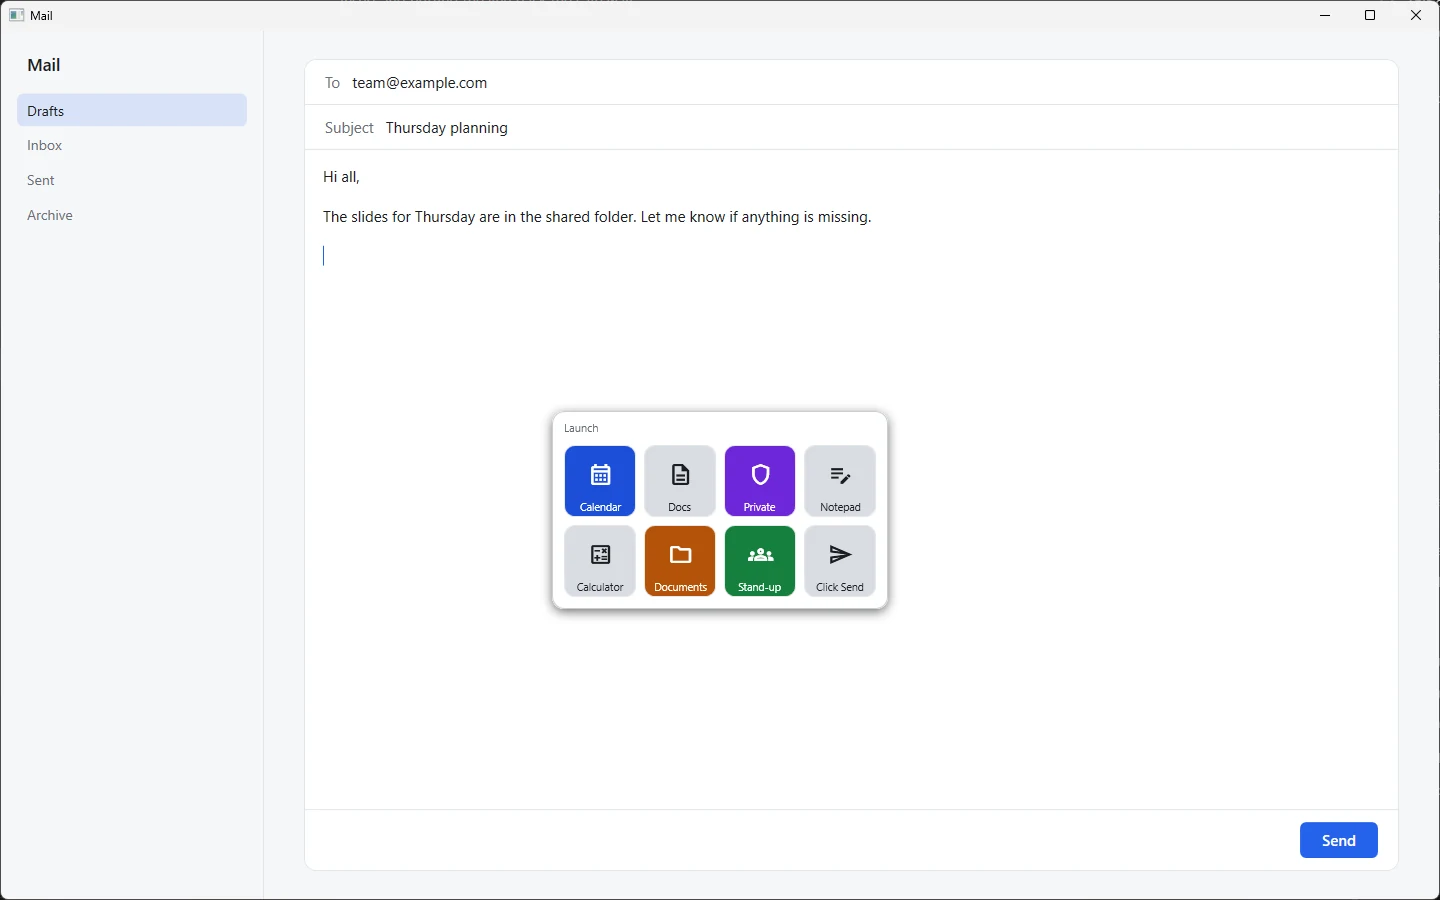 Mail
Mail
Drafts
Inbox
Sent
Archive
To team@example.com
Subject Thursday planning
Hi all,
The slides for Thursday are in the shared folder. Let me know if anything is missing.
Launch
Calendar Docs Private Notepad
Calculator Documents Stand-up Click Send
Send